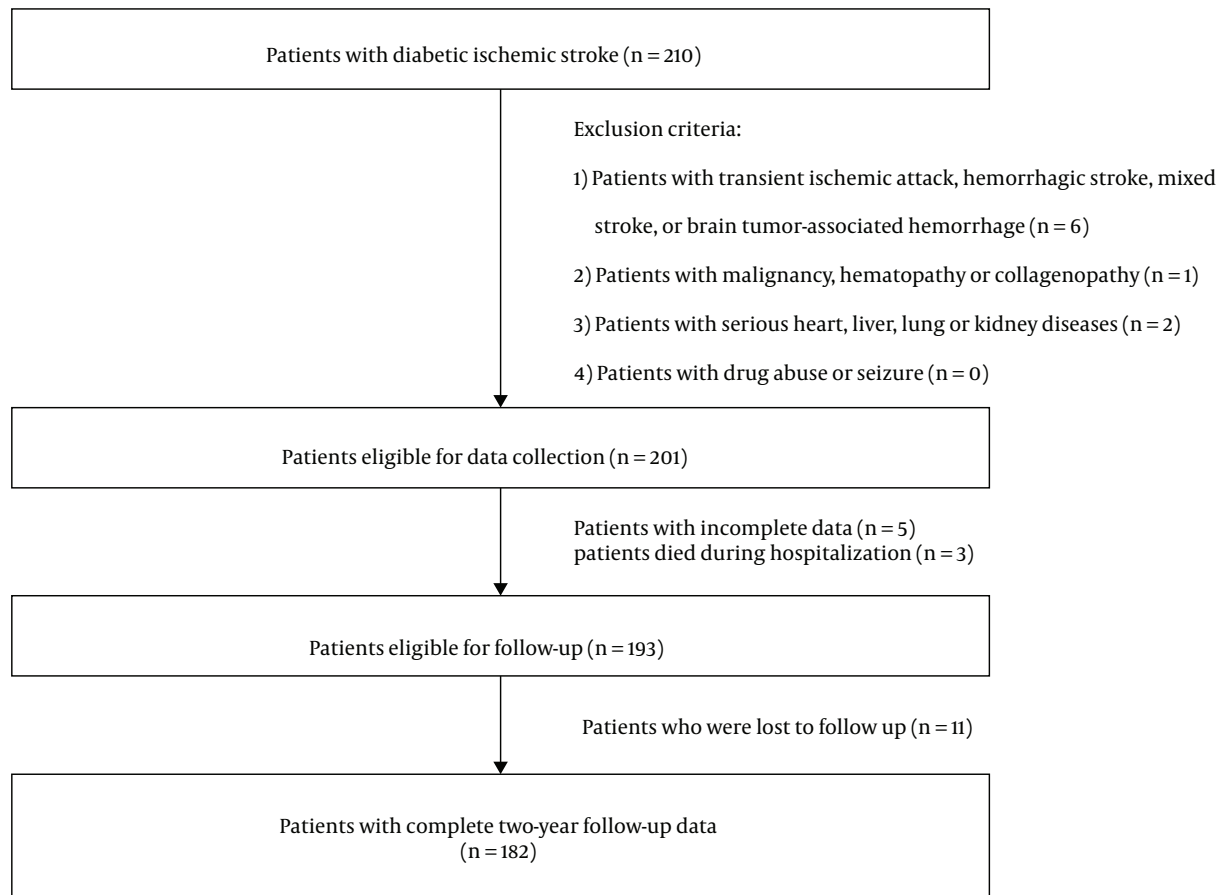 Patients with diabetic ischemic stroke (n = 210)
Exclusion criteria:
1) Patients with transient ischemic attack, hemorrhagic stroke, mixed
stroke, or brain tumor-associated hemorrhage (n = 6)
2) Patients with malignancy, hematopathy or collagenopathy (n = 1)
3) Patients with serious heart, liver, lung or kidney diseases (n = 2)
4) Patients with drug abuse or seizure (n = 0)
Patients eligible for data collection (n = 201)
Patients with incomplete data (n = 5)
patients died during hospitalization (n = 3)
Patients eligible for follow-up (n = 193)
Patients who were lost to follow up (n = 11)
Patients with complete two-year follow-up data
(n = 182)